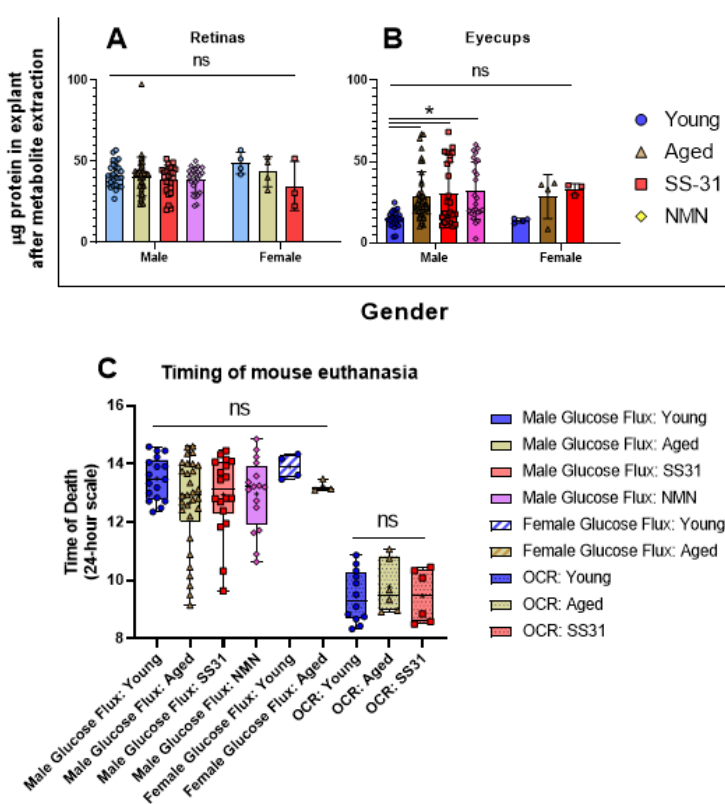 A
Retinas
ns
µg protein in explant
after metabolite extraction
100
50
0
Male
Female
B
Eyecups
ns
*
100
50
0
Male
Female
Young
Aged
SS-31
NMN
Gender
C
Timing of mouse euthanasia
ns
ns
Time of Death
(24-hour scale)
16
14
12
10
8
Male Glucose Flux: Young
Male Glucose Flux: Aged
Male Glucose Flux: SS31
Male Glucose Flux: NMN
Female Glucose Flux: Young
Female Glucose Flux: Aged
OCR: Young
OCR: Aged
OCR: SS31
Male Glucose Flux: Young
Male Glucose Flux: Aged
Male Glucose Flux: SS31
Male Glucose Flux: NMN
Female Glucose Flux: Young
Female Glucose Flux: Aged
OCR: Young
OCR: Aged
OCR: SS31